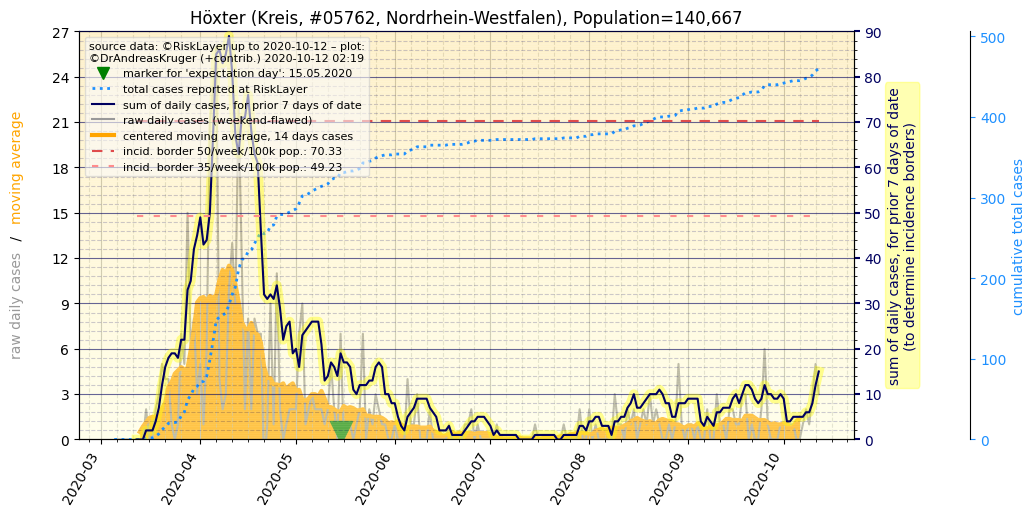 Höxter (Kreis, #05762, Nordrhein-Westfalen), Population=140,667
source data: ©RiskLayer up to 2020-10-12 – plot:
©DrAndreasKruger (+contrib.) 2020-10-12 02:19
marker for 'expectation day': 15.05.2020
total cases reported at RiskLayer
sum of daily cases, for prior 7 days of date
raw daily cases (weekend-flawed)
centered moving average, 14 days cases
incid. border 50/week/100k pop.: 70.33
incid. border 35/week/100k pop.: 49.23
raw daily cases / moving average
27
24
21
18
15
12
9
6
3
0
2020-03
2020-04
2020-05
2020-06
2020-07
2020-08
2020-09
2020-10
90
80
70
60
50
40
30
20
10
0
sum of daily cases, for prior 7 days of date
(to determine incidence borders)
500
400
300
200
100
0
cumulative total cases